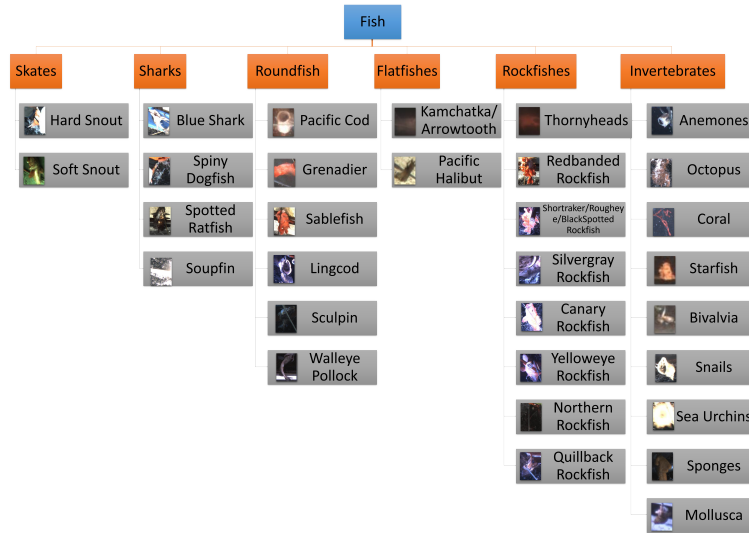 Fish
Skates
Sharks
Roundfish
Flatfishes
Rockfishes
Invertebrates
Hard Snout
Soft Snout
Blue Shark
Spiny
Dogfish
Spotted
Ratfish
Soupfin
Pacific Cod
Grenadier
Sablefish
Lingcod
Sculpin
Walleye
Pollock
Kamchatka/
Arrowtooth
Pacific
Halibut
Thornyheads
Redbanded
Rockfish
Shortraker/Roughey
e/BlackSpotted
Rockfish
Silvergray
Rockfish
Canary
Rockfish
Yelloweye
Rockfish
Northern
Rockfish
Quillback
Rockfish
Anemones
Octopus
Coral
Starfish
Bivalvia
Snails
Sea Urchins
Sponges
Mollusca